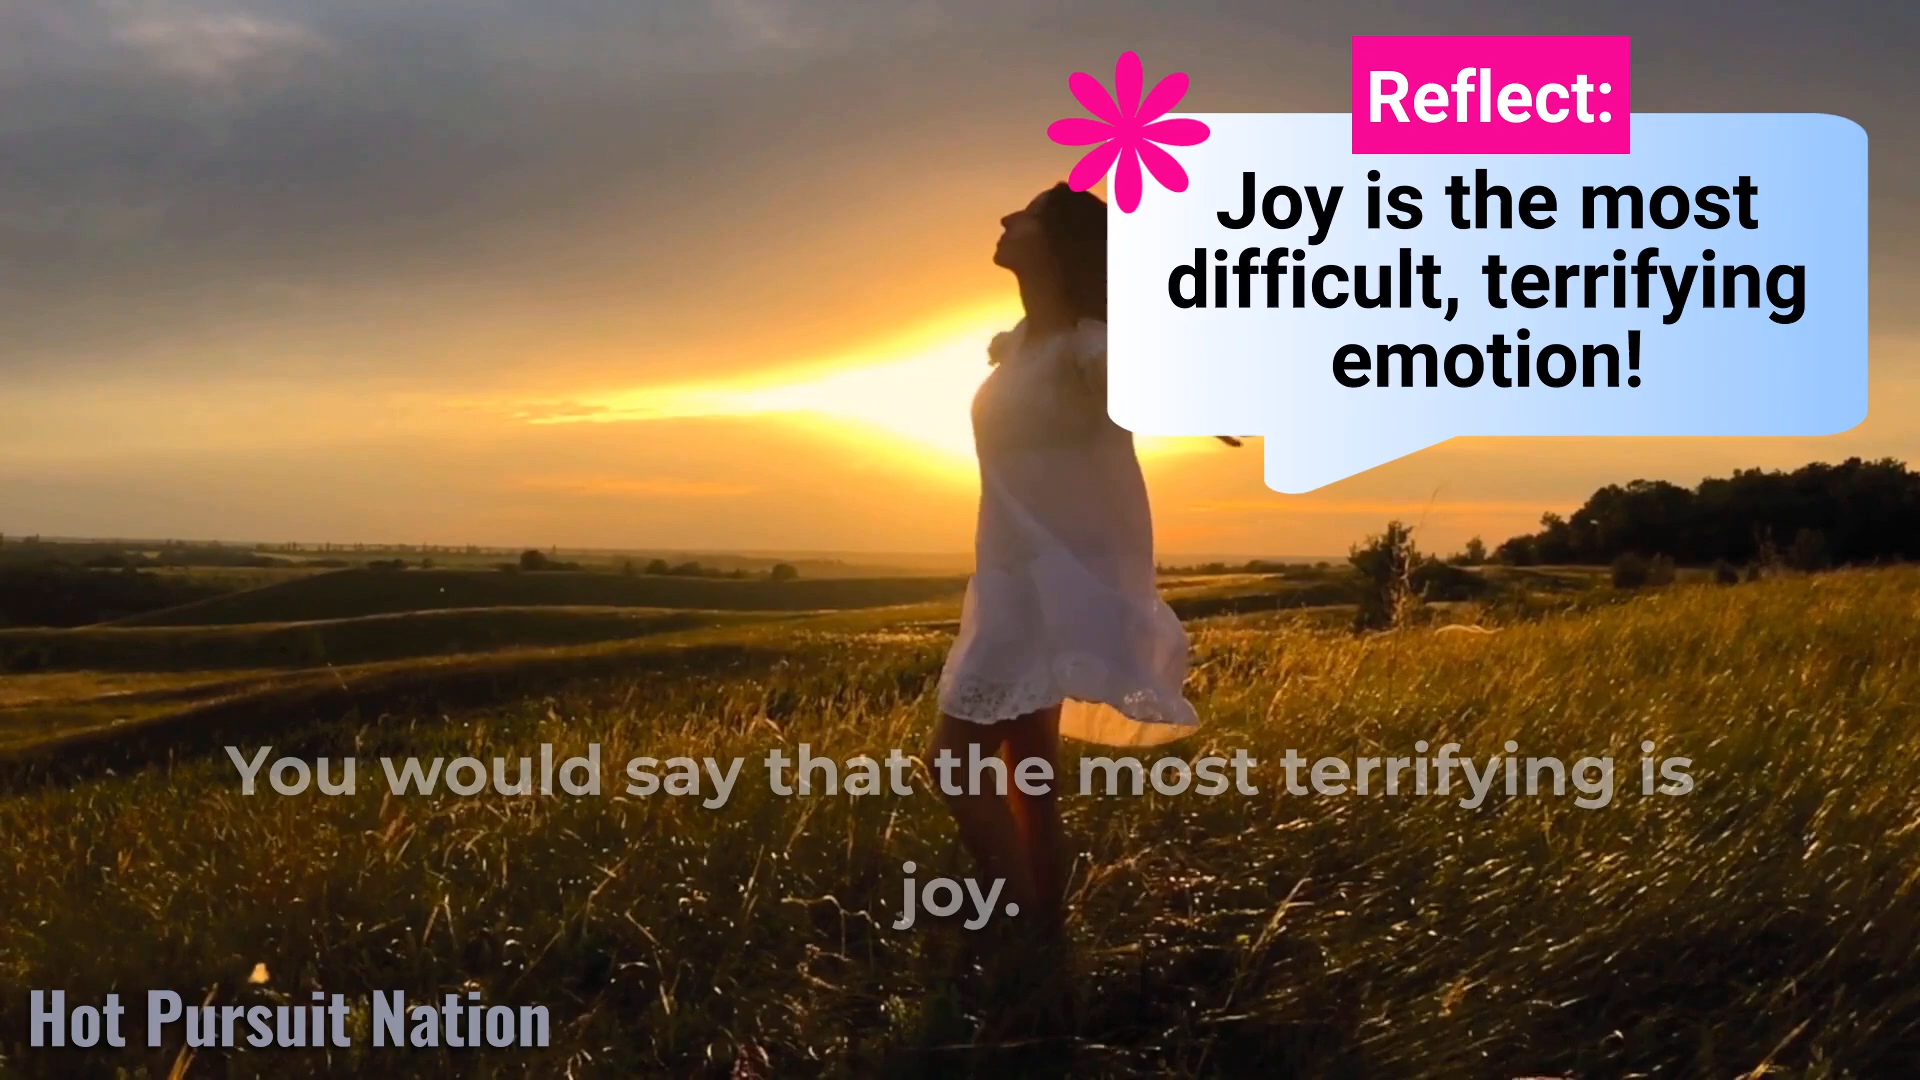 Reflect:
Joy is the most
difficult, terrifying
emotion!
You would say that the most terrifying is
joy.
Hot Pursuit Nation